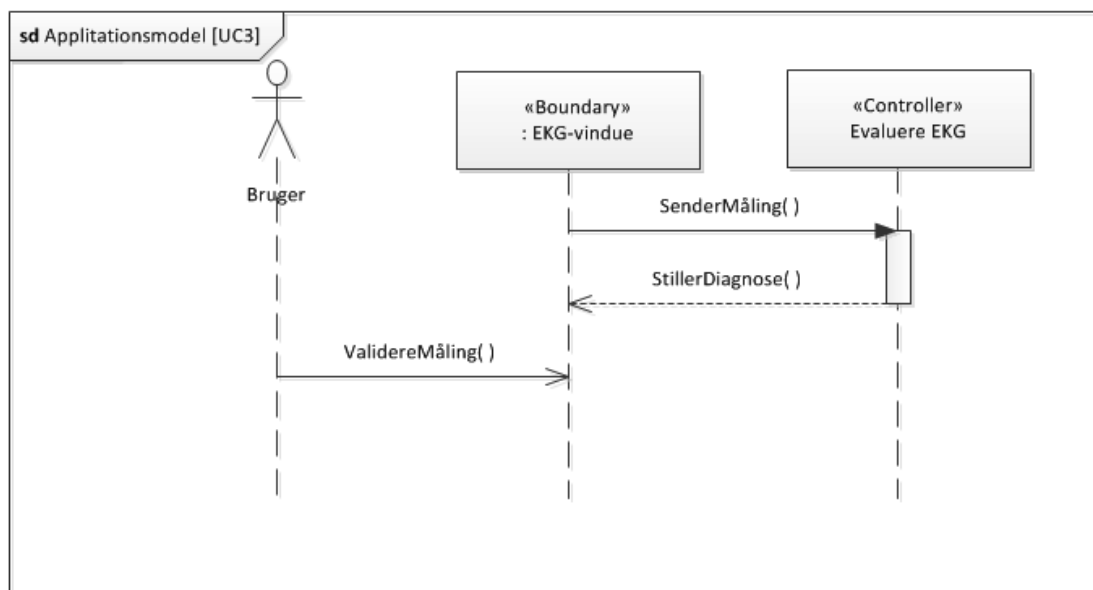 sd Applitationsmodel [UC3]
«Boundary»
: EKG-vindue
«Controller»
Evaluere EKG
Bruger
SenderMåling( )
StillerDiagnose( )
ValidereMåling( )